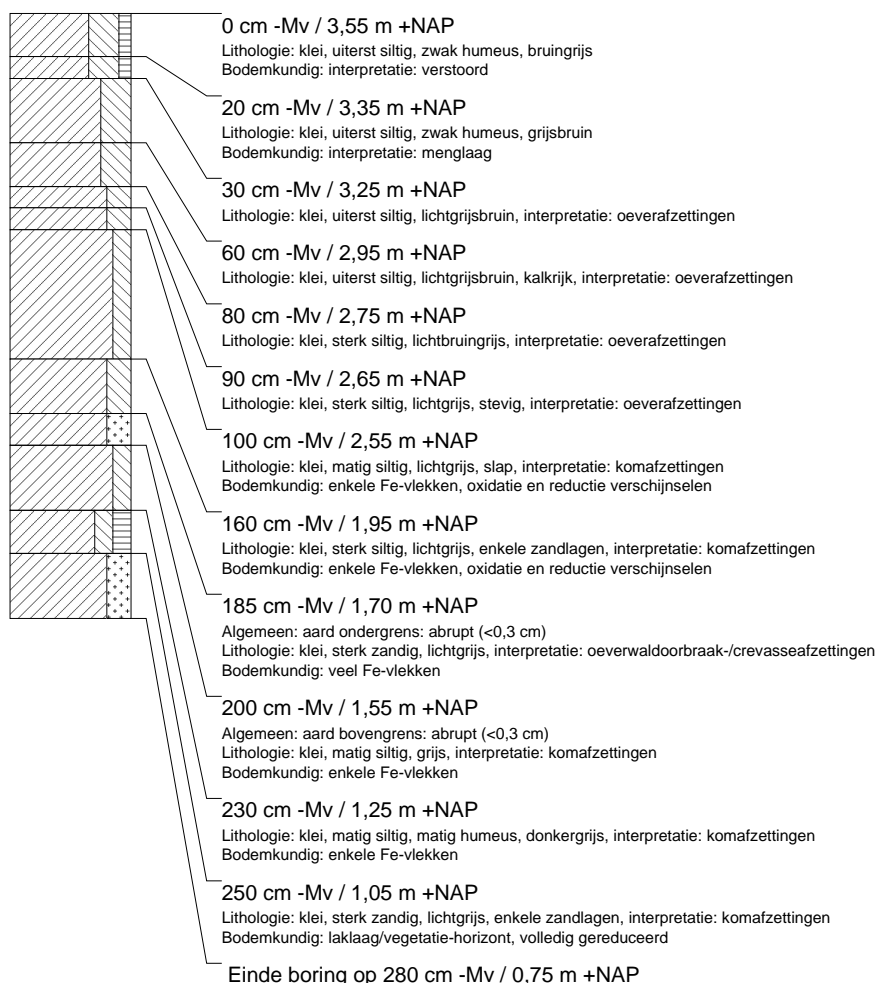 0 cm -Mv / 3,55 m +NAP
Lithologie: klei, uiterst siltig, zwak humeus, bruingrijs
Bodemkundig: interpretatie: verstoord
20 cm -Mv / 3,35 m +NAP
Lithologie: klei, uiterst siltig, zwak humeus, grijsbruin
Bodemkundig: interpretatie: menglaag
30 cm -Mv / 3,25 m +NAP
Lithologie: klei, uiterst siltig, lichtgrijsbruin, interpretatie: oeverafzettingen
60 cm -Mv / 2,95 m +NAP
Lithologie: klei, uiterst siltig, lichtgrijsbruin, kalkrijk, interpretatie: oeverafzettingen
80 cm -Mv / 2,75 m +NAP
Lithologie: klei, sterk siltig, lichtbruingrijs, interpretatie: oeverafzettingen
90 cm -Mv / 2,65 m +NAP
Lithologie: klei, sterk siltig, lichtgrijs, stevig, interpretatie: oeverafzettingen
100 cm -Mv / 2,55 m +NAP
Lithologie: klei, matig siltig, lichtgrijs, slap, interpretatie: komafzettingen
Bodemkundig: enkele Fe-vlekken, oxidatie en reductie verschijnselen
160 cm -Mv / 1,95 m +NAP
Lithologie: klei, sterk siltig, lichtgrijs, enkele zandlagen, interpretatie: komafzettingen
Bodemkundig: enkele Fe-vlekken, oxidatie en reductie verschijnselen
185 cm -Mv / 1,70 m +NAP
Algemeen: aard ondergrens: abrupt (<0,3 cm)
Lithologie: klei, sterk zandig, lichtgrijs, interpretatie: oeverwaldoorbraak-/crevasseafzettingen
Bodemkundig: veel Fe-vlekken
200 cm -Mv / 1,55 m +NAP
Algemeen: aard bovengrens: abrupt (<0,3 cm)
Lithologie: klei, matig siltig, grijs, interpretatie: komafzettingen
Bodemkundig: enkele Fe-vlekken
230 cm -Mv / 1,25 m +NAP
Lithologie: klei, matig siltig, matig humeus, donkergrijs, interpretatie: komafzettingen
Bodemkundig: enkele Fe-vlekken
250 cm -Mv / 1,05 m +NAP
Lithologie: klei, sterk zandig, lichtgrijs, enkele zandlagen, interpretatie: komafzettingen
Bodemkundig: laklaag/vegetatie-horizont, volledig gereduceerd
Einde boring op 280 cm -Mv / 0,75 m +NAP